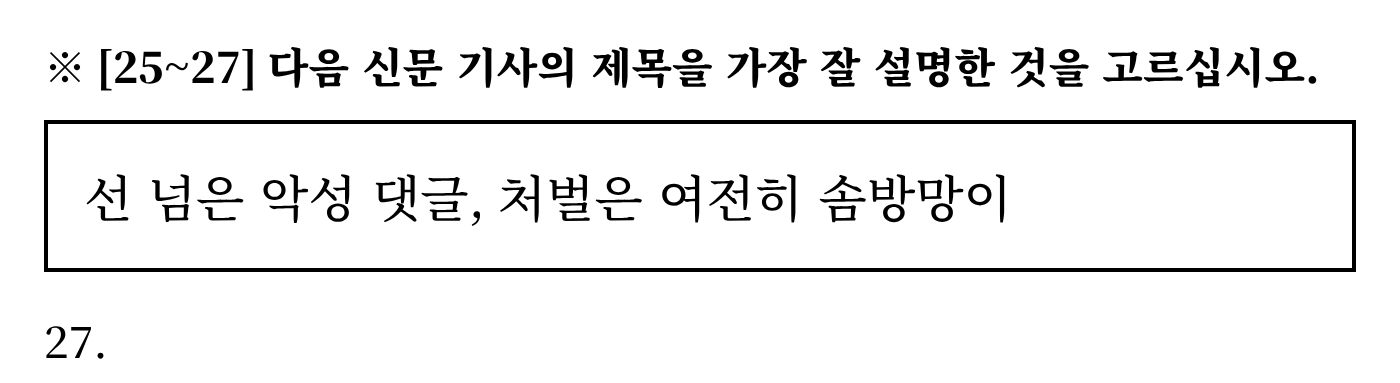 ※ [25~27] 다음 신문 기사의 제목을 가장 잘 설명한 것을 고르십시오.
선 넘은 악성 댓글, 처벌은 여전히 솜방망이
27.